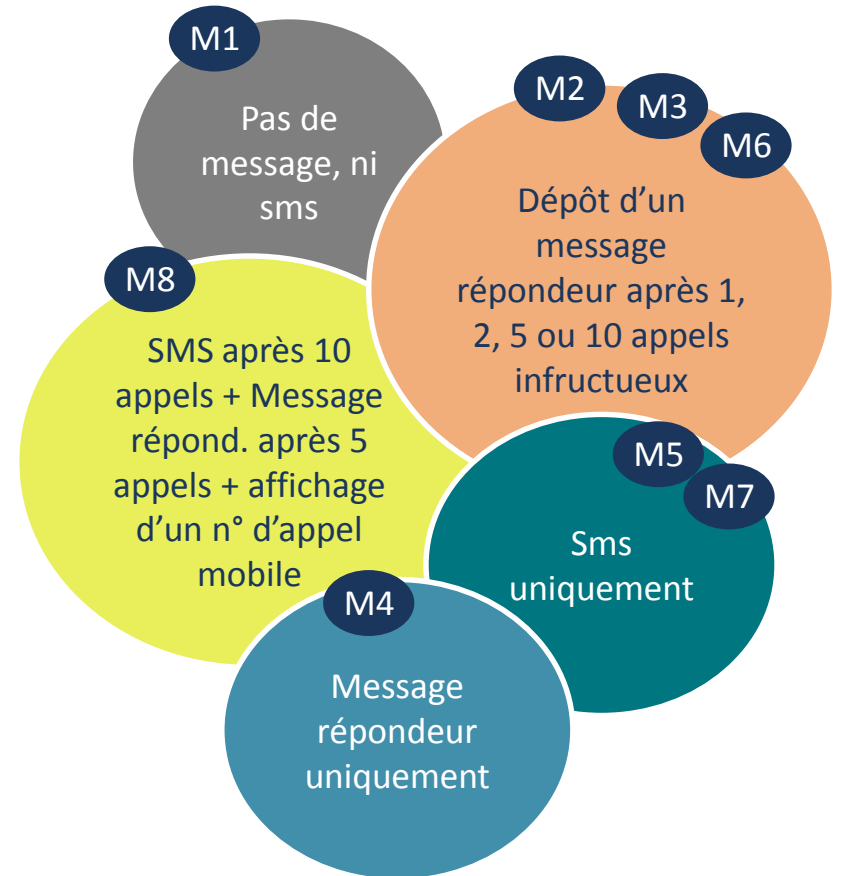 M1
Pas de
message, ni
sms
M2
M3
M6
Dépôt d’un
message
répondeur après 1,
2, 5 ou 10 appels
infructueux
M8
SMS après 10
appels + Message
répond. après 5
appels + affichage
d’un n° d’appel
mobile
M5
M7
Sms
uniquement
M4
Message
répondeur
uniquement